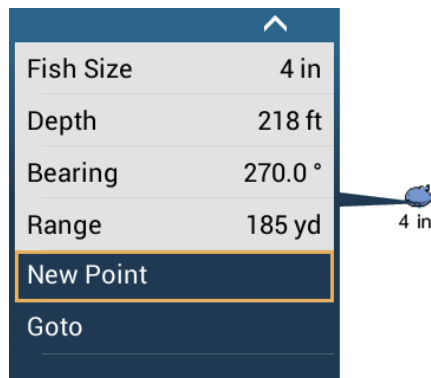 Fish Size 4 in
Depth 218 ft
Bearing 270.0 °
Range 185 yd
4 in
New Point
Goto